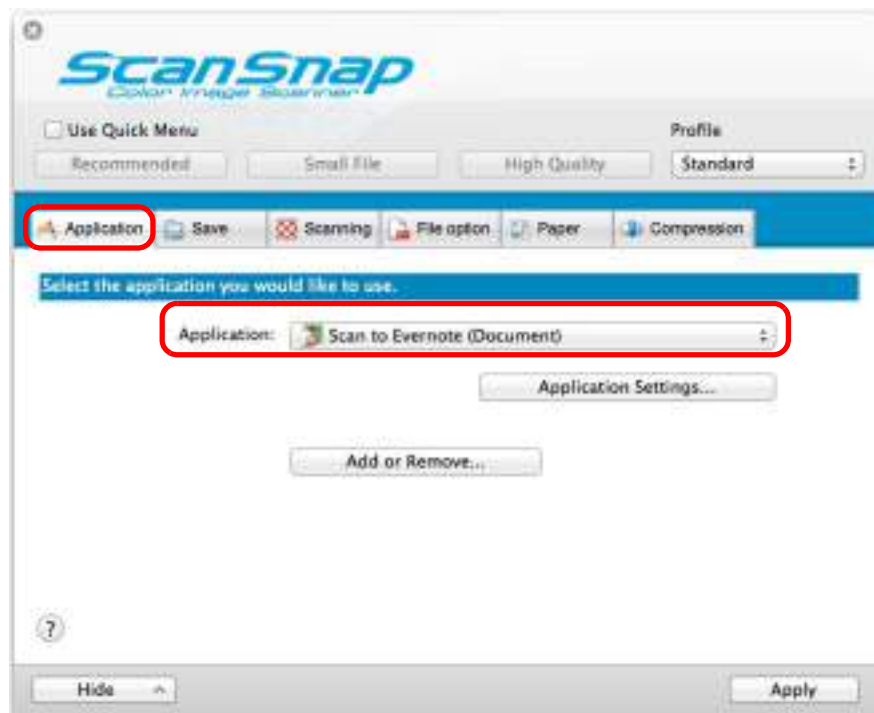 ScanSnap
Color Image Scanner
Use Quick Menu
Profile
Recommended
Small File
High Quality
Standard
Application
Save
Scanning
File option
Paper
Compression
Select the application you would like to use.
Application:
Scan to Evernote (Document)
Application Settings...
Add or Remove...
?
Hide
Apply